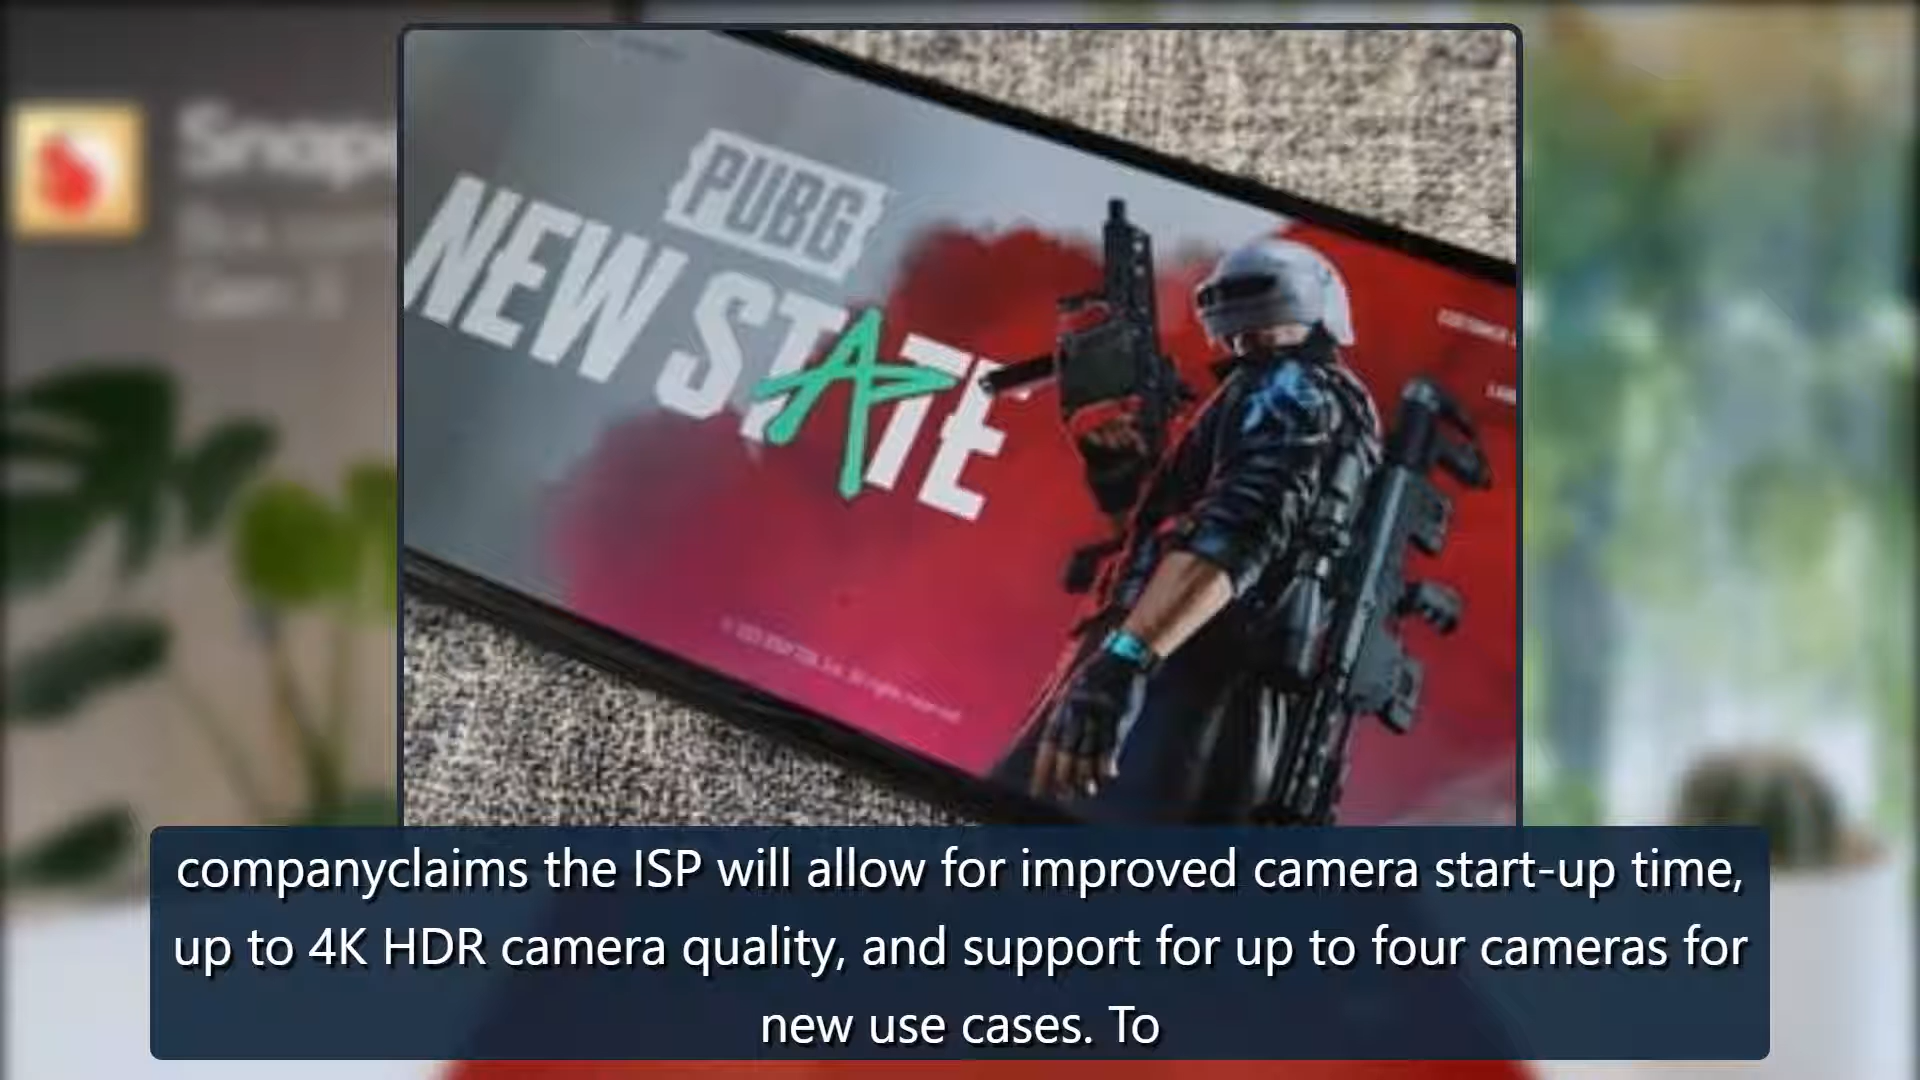 PUBG
NEW STATE
companyclaims the ISP will allow for improved camera start-up time,
up to 4K HDR camera quality, and support for up to four cameras for
new use cases. To